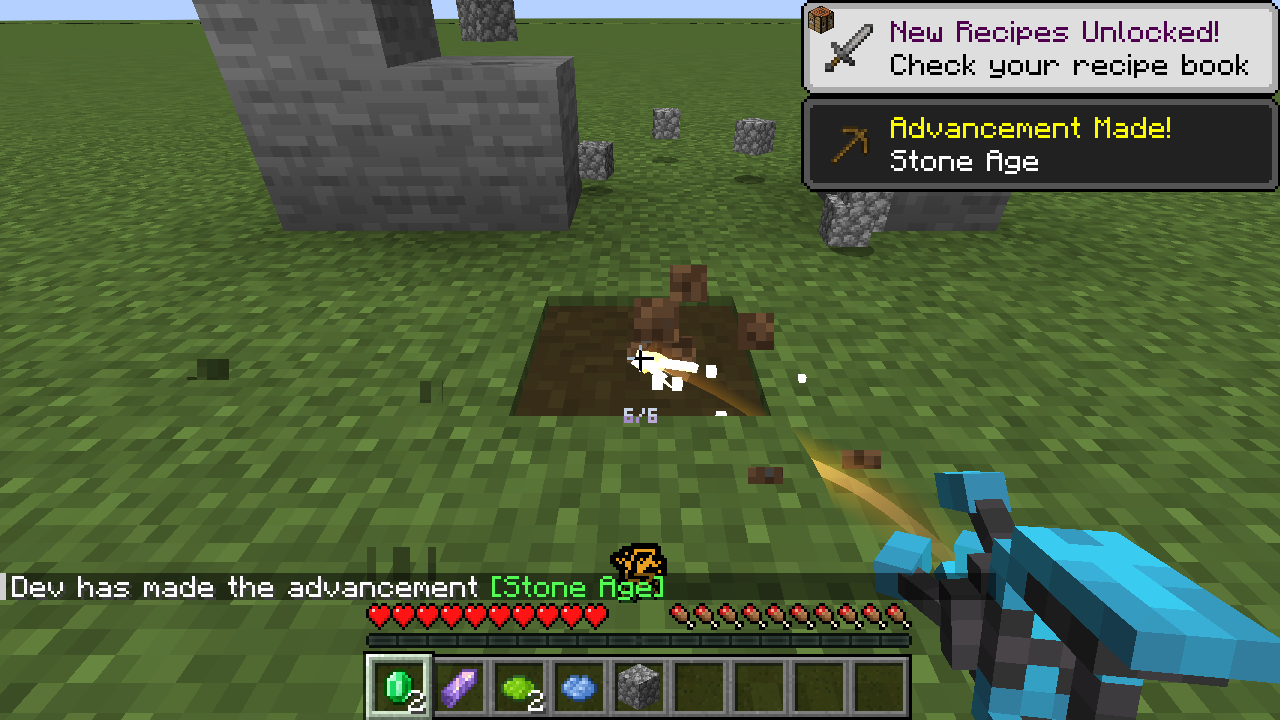 New Recipes Unlocked!
Check your recipe book
Advancement Made!
Stone Age
6/6
Dev has made the advancement [Stone Age]
2
2